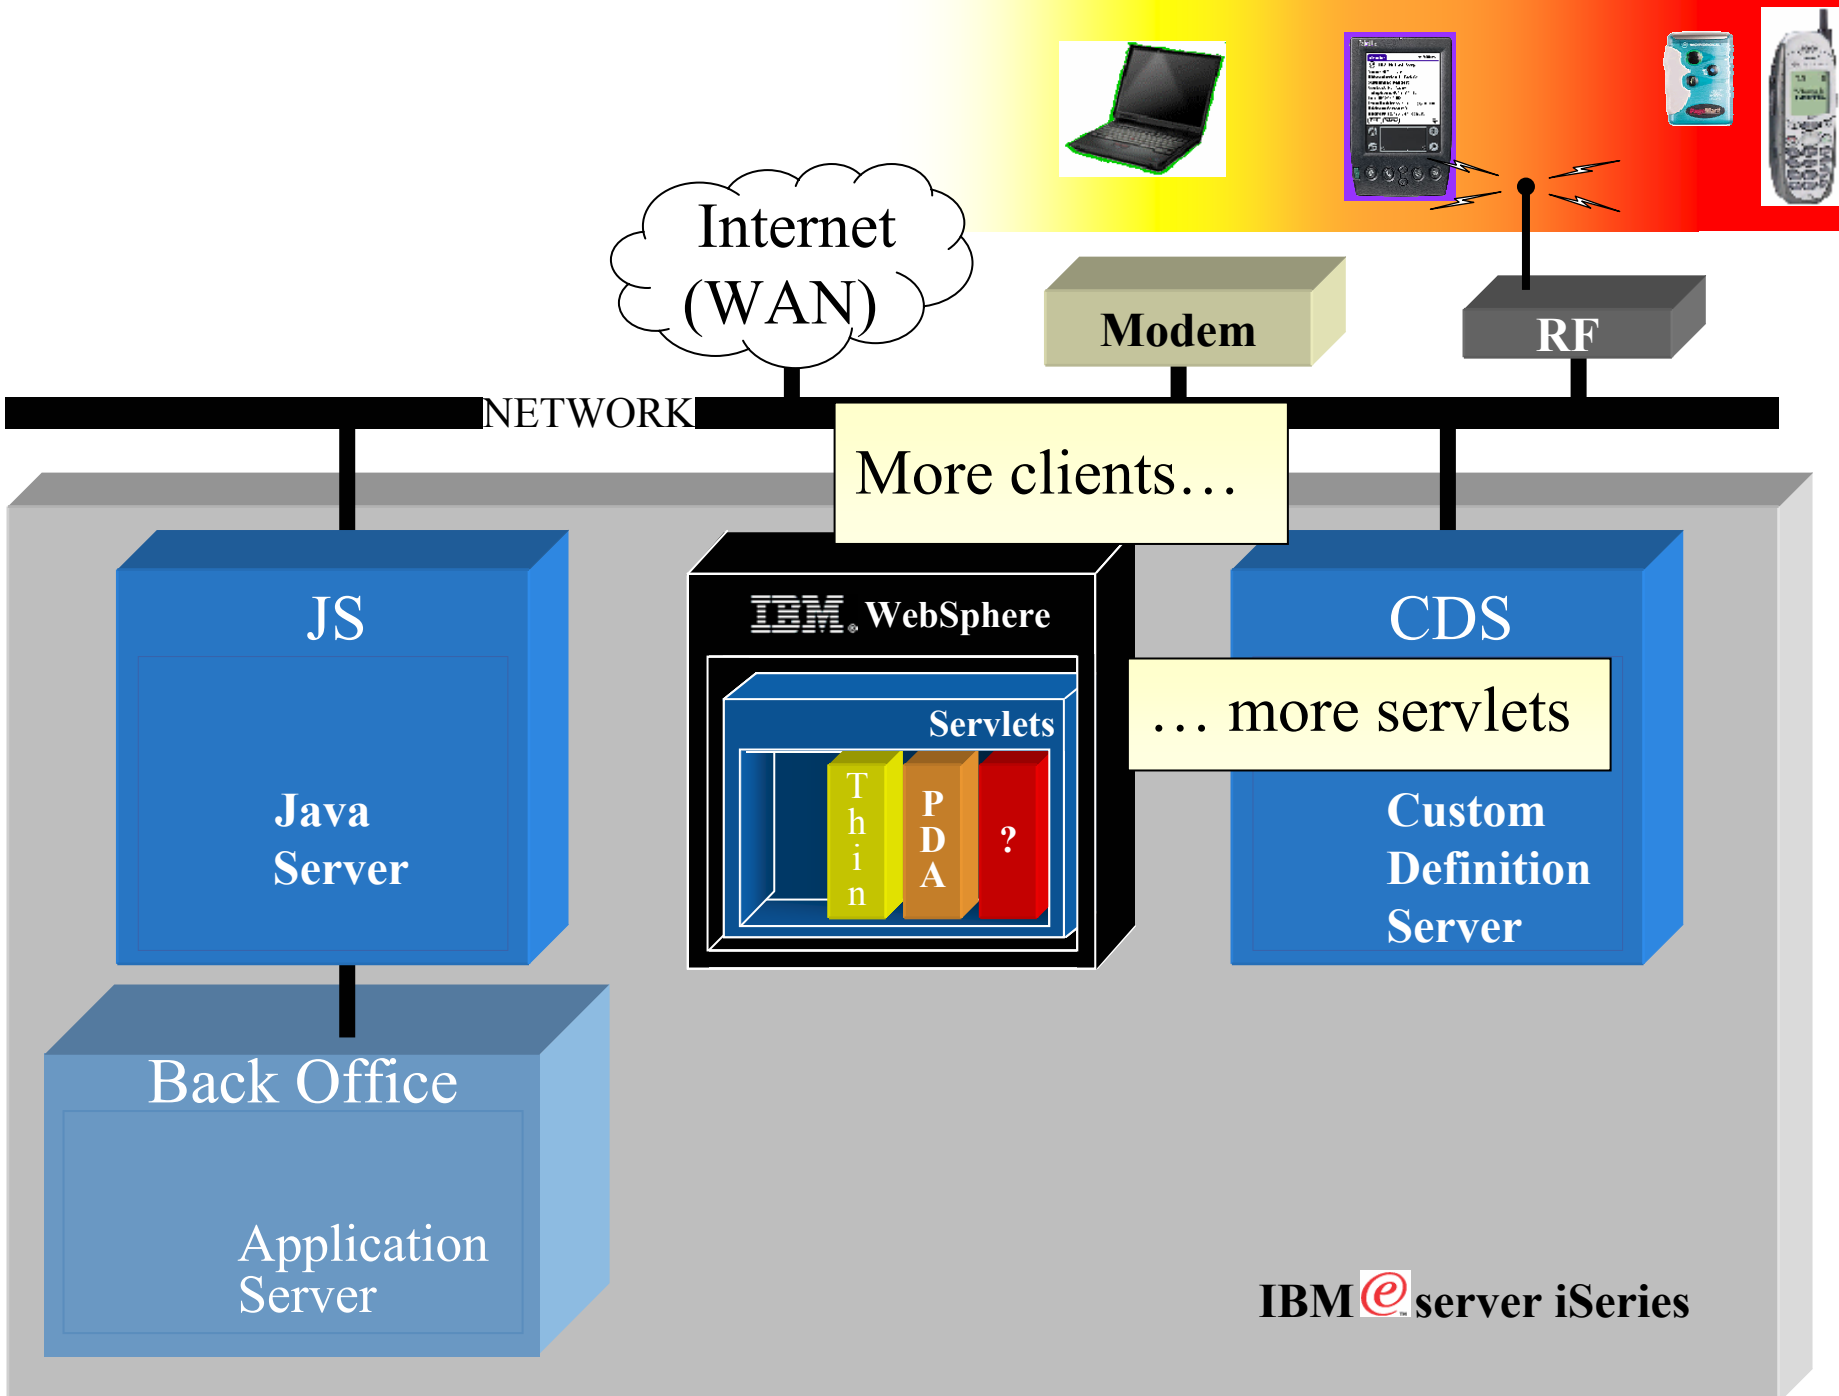 Internet
(WAN)
Modem
RF
NETWORK
More clients…
JS
IBM® WebSphere
CDS
… more servlets
Servlets
Thin
PDA
?
Java
Server
Custom
Definition
Server
Back Office
Application
Server
IBM e server iSeries